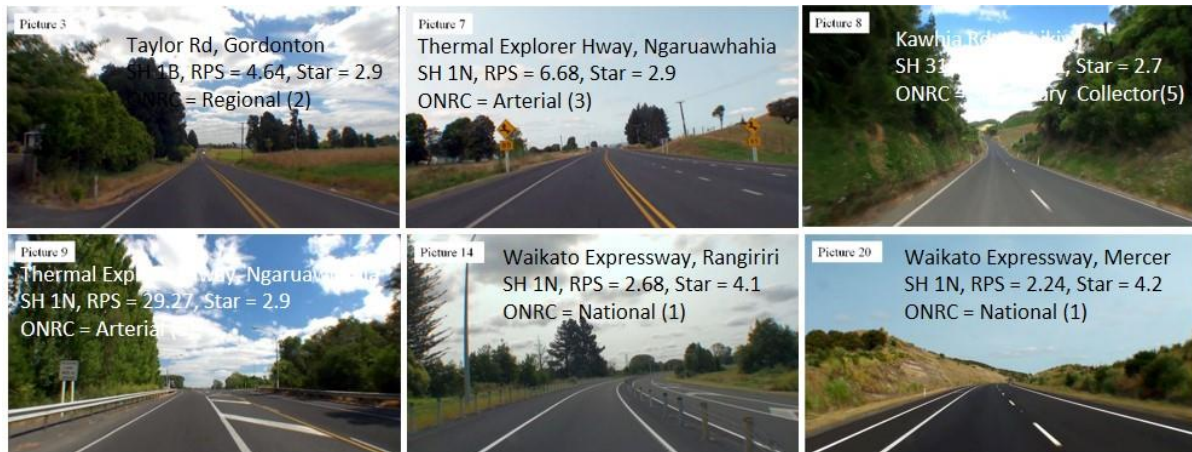 Picture 3
Taylor Rd, Gordonton
SH 1B, RPS = 4.64, Star = 2.9
ONRC = Regional (2)
Picture 7
Thermal Explorer Hway, Ngaruawhahia
SH 1N, RPS = 6.68, Star = 2.9
ONRC = Arterial (3)
Picture 8
Kawhia Rd,
SH 31, Star = 2.7
ONRC = Collector(5)
Picture 9
Thermal Hway, Ngaruawhahia
SH 1N, RPS = 29.27, Star = 2.9
ONRC = Arterial
Picture 14
Waikato Expressway, Rangiriri
SH 1N, RPS = 2.68, Star = 4.1
ONRC = National (1)
Picture 20
Waikato Expressway, Mercer
SH 1N, RPS = 2.24, Star = 4.2
ONRC = National (1)